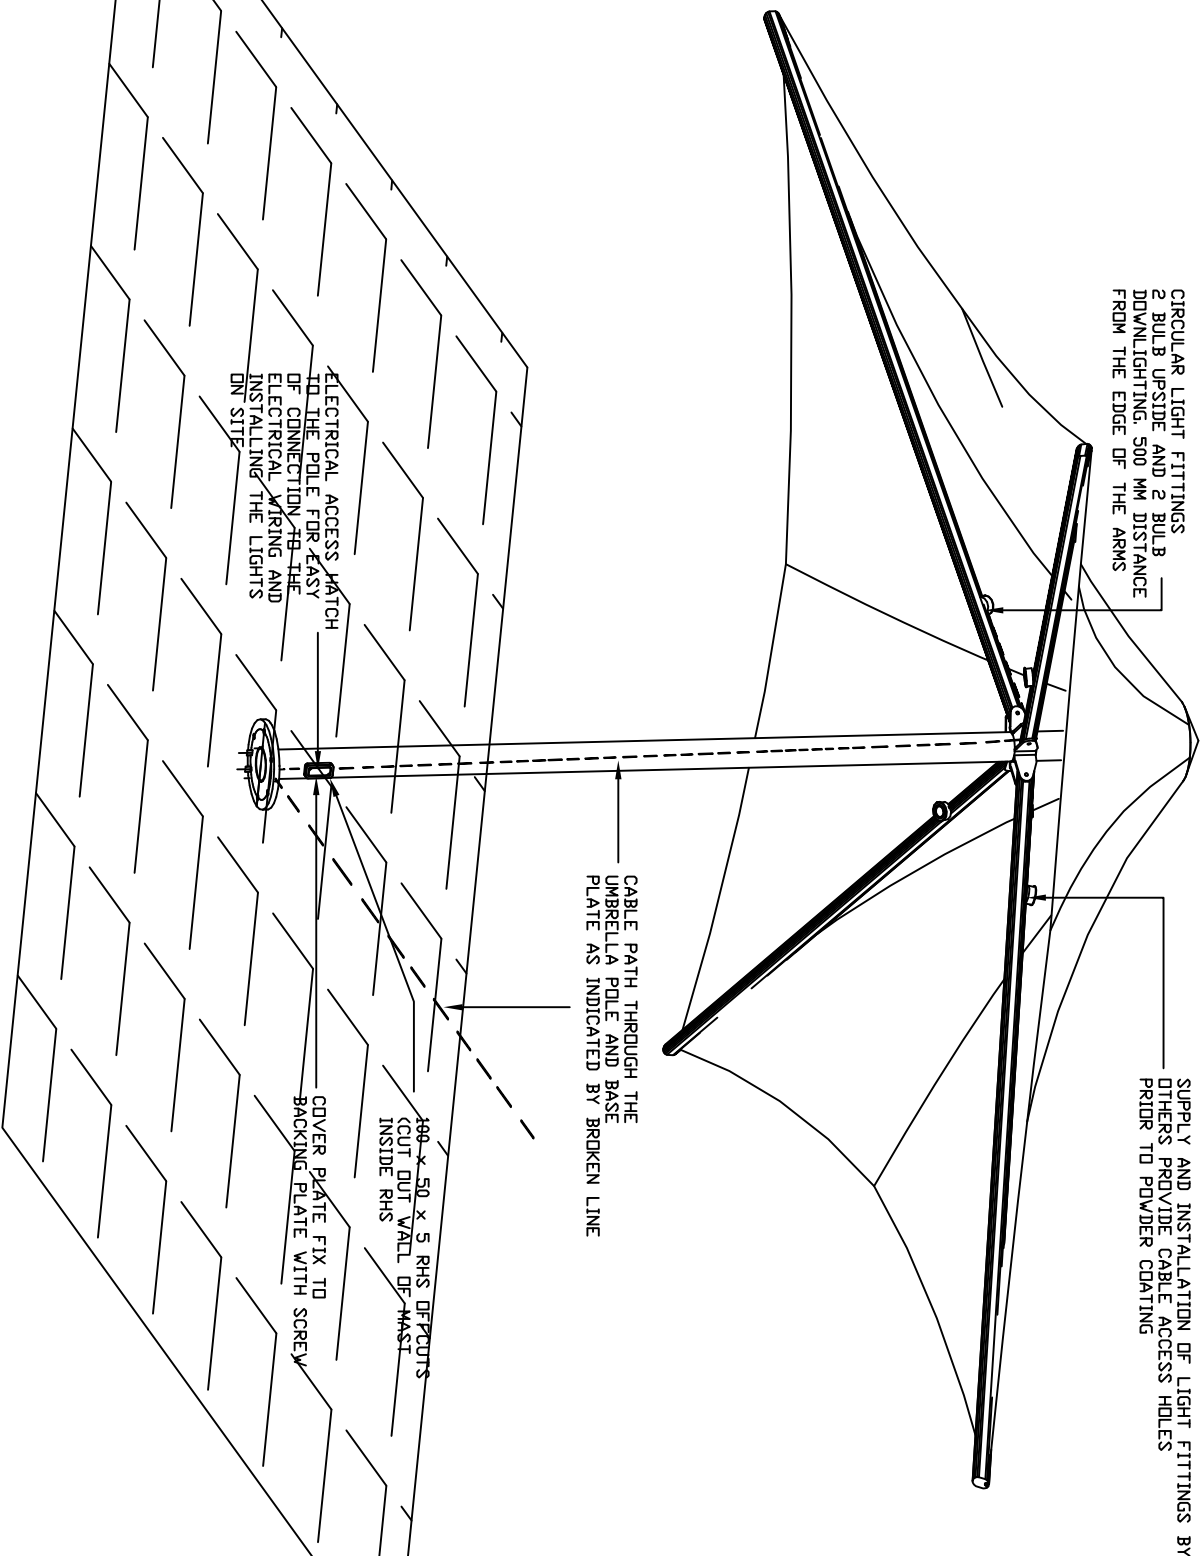 CIRCULAR LIGHT FITTINGS
2 BULB UPSIDE AND 2 BULB
DOWNLIGHTING, 500 MM DISTANCE
FROM THE EDGE OF THE ARMS
SUPPLY AND INSTALLATION OF LIGHT FITTINGS BY
OTHERS PROVIDE CABLE ACCESS HOLES
PRIOR TO POWDER COATING
CABLE PATH THROUGH THE
UMBRELLA POLE AND BASE
PLATE AS INDICATED BY BROKEN LINE
ELECTRICAL ACCESS HATCH
TO THE POLE FOR EASY
OF CONNECTION TO THE
ELECTRICAL WIRING AND
INSTALLING THE LIGHTS
ON SITE
100 x 50 x 5 RHS OFFCUTS
(CUT OUT WALL OF MAST
INSIDE RHS
COVER PLATE FIX TO
BACKING PLATE WITH SCREW